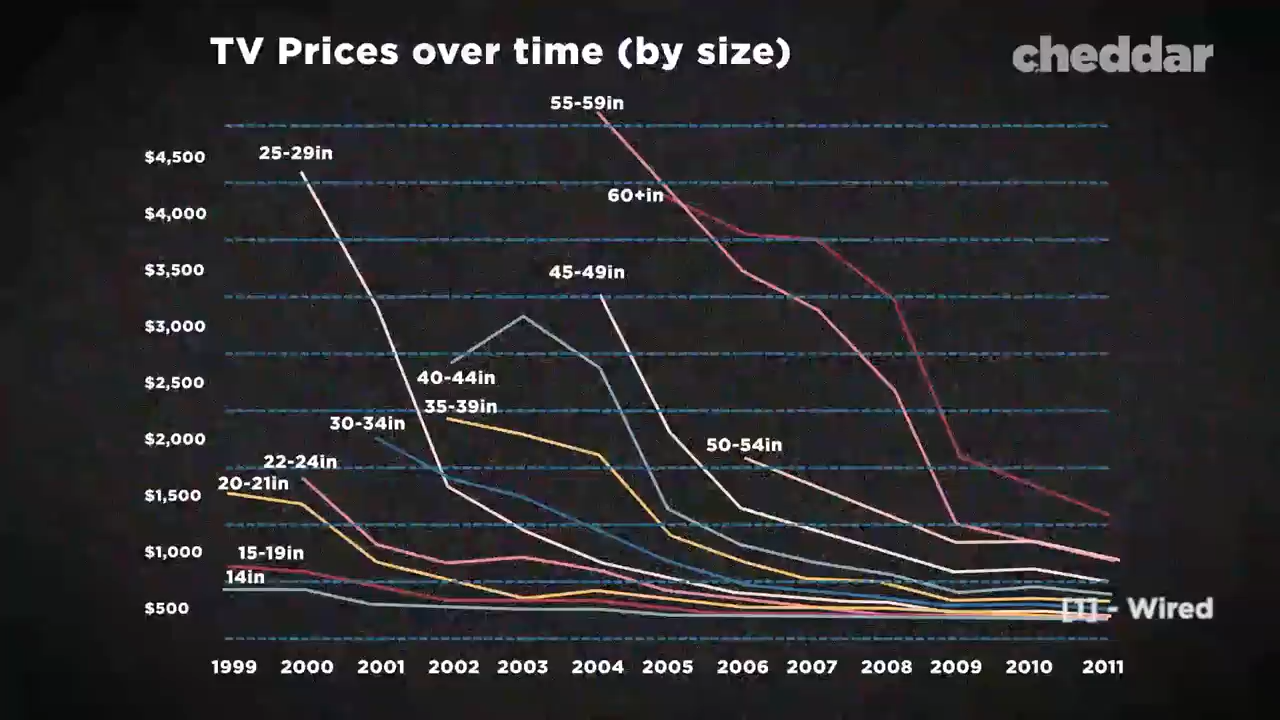 TV Prices over time (by size)
cheddar
55-59in
$4,500
25-29in
60+in
$4,000
$3,500
45-49in
$3,000
40-44in
$2,500
35-39in
30-34in
$2,000
50-54in
22-24in
20-21in
$1,500
$1,000
15-19in
14in
$500
[1] - Wired
1999 2000 2001 2002 2003 2004 2005 2006 2007 2008 2009 2010 2011